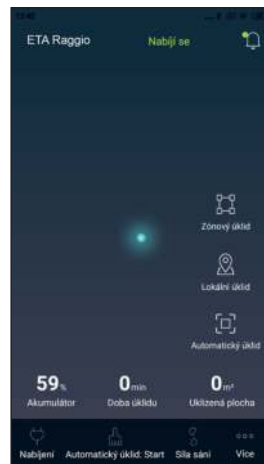 ETA Raggio Nabíjí se
Zónový úklid
Lokální úklid
Automatický úklid
59% 0min 0m²
Akumulátor Doba úklidu Uklizená plocha
Nabíjení Automatický úklid: Start Síla sání Více